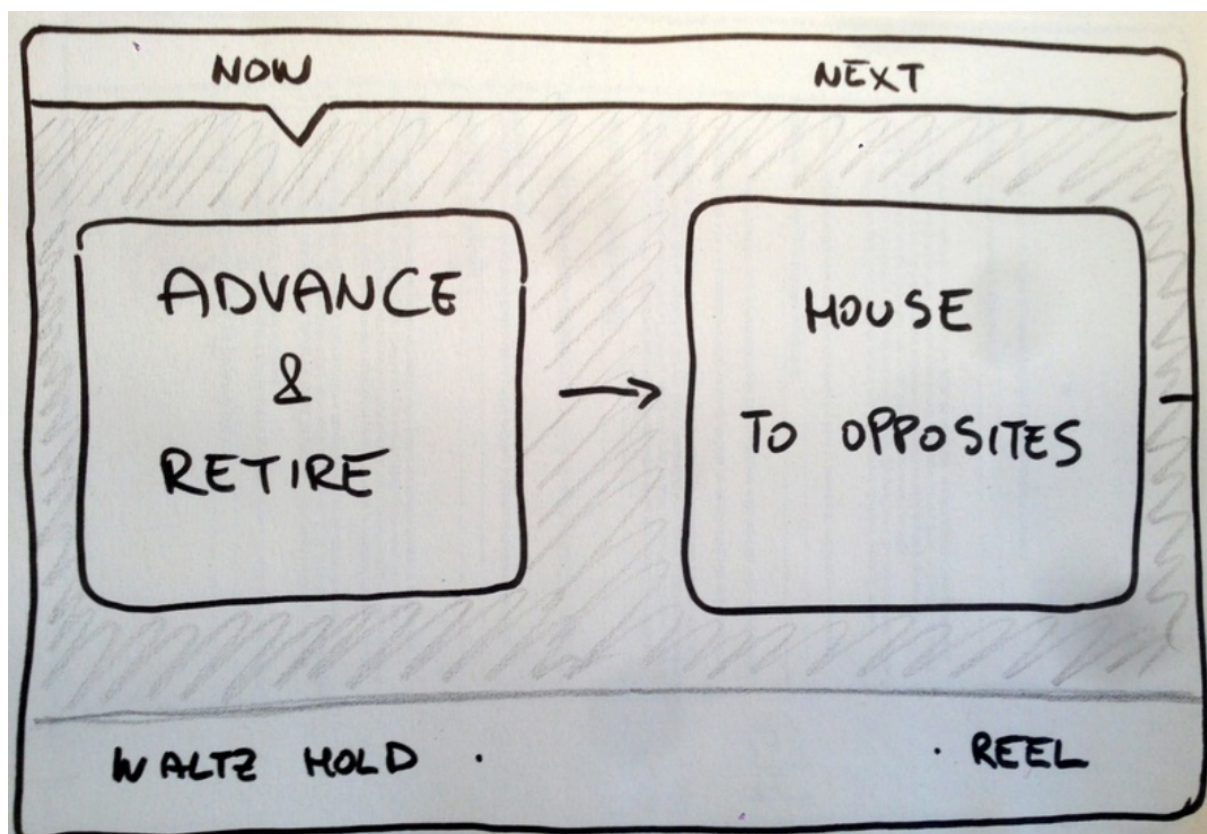 NOW
NEXT
ADVANCE
&
RETIRE
HOUSE
TO OPPOSITES
WALTZ HOLD .
. REEL